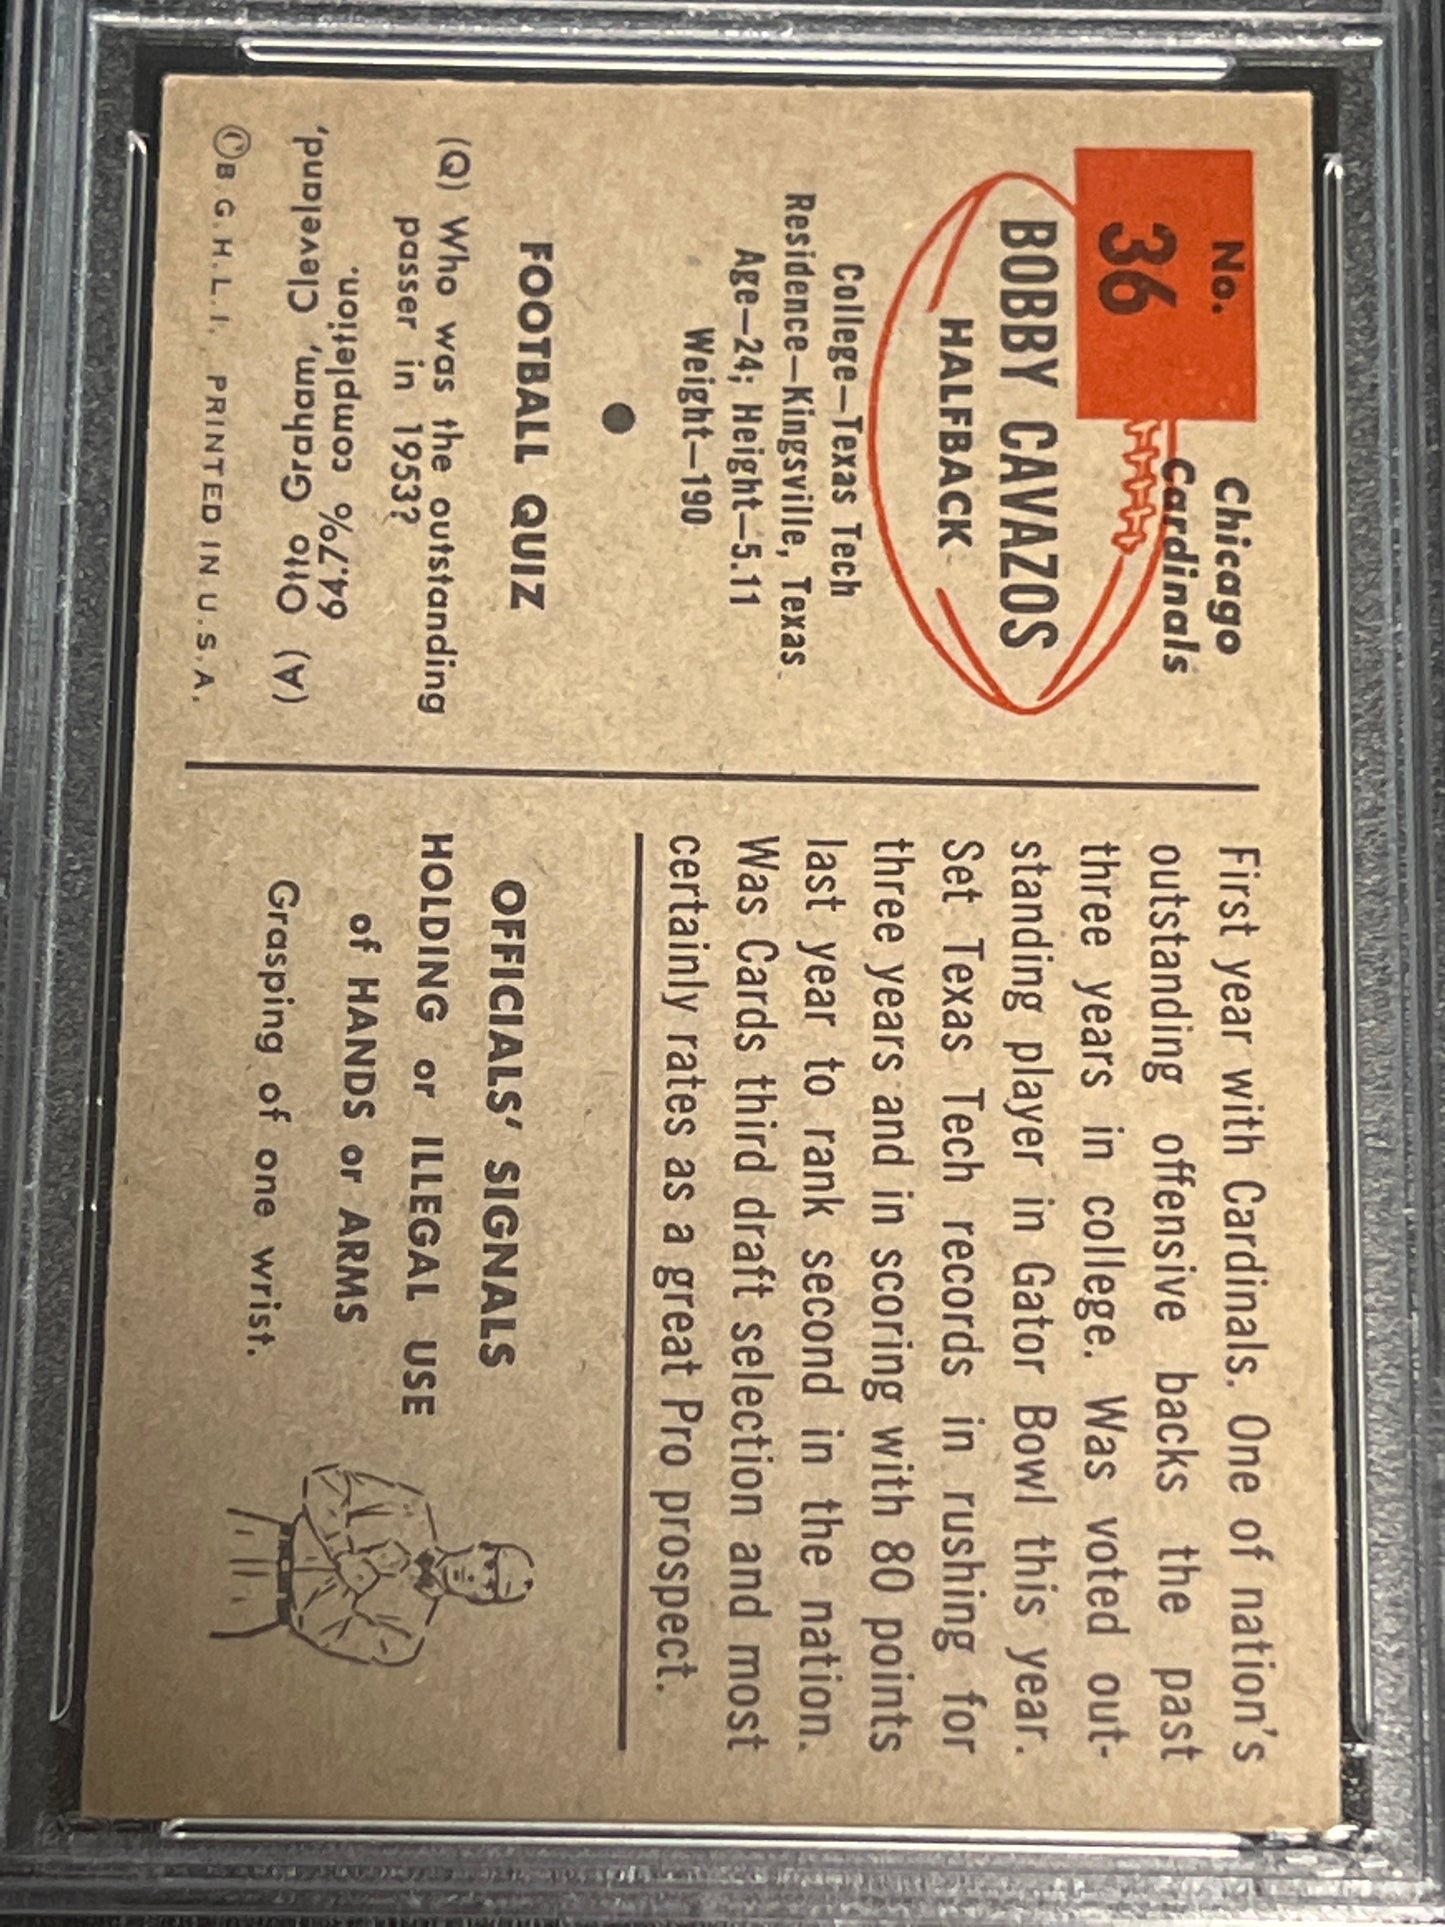 No.
36
Chicago
Cardinals
BOBBY CAVAZOS
HALFBACK
College—Texas Tech
Residence—Kingsville, Texas
Age—24; Height—5.11
Weight—190
FOOTBALL QUIZ
(Q) Who was the outstanding
passer in 1953?
(A) Otto Graham, Cleveland,
64.7% completion.
©B.G.H.L.I. PRINTED IN U.S.A.
First year with Cardinals. One of nation's
outstanding offensive backs the past
three years in college. Was voted out-
standing player in Gator Bowl this year.
Set Texas Tech records in rushing for
three years and in scoring with 80 points
last year to rank second in the nation.
Was Cards third draft selection and most
certainly rates as a great Pro prospect.
OFFICIALS' SIGNALS
HOLDING or ILLEGAL USE
of HANDS or ARMS
Grasping of one wrist.